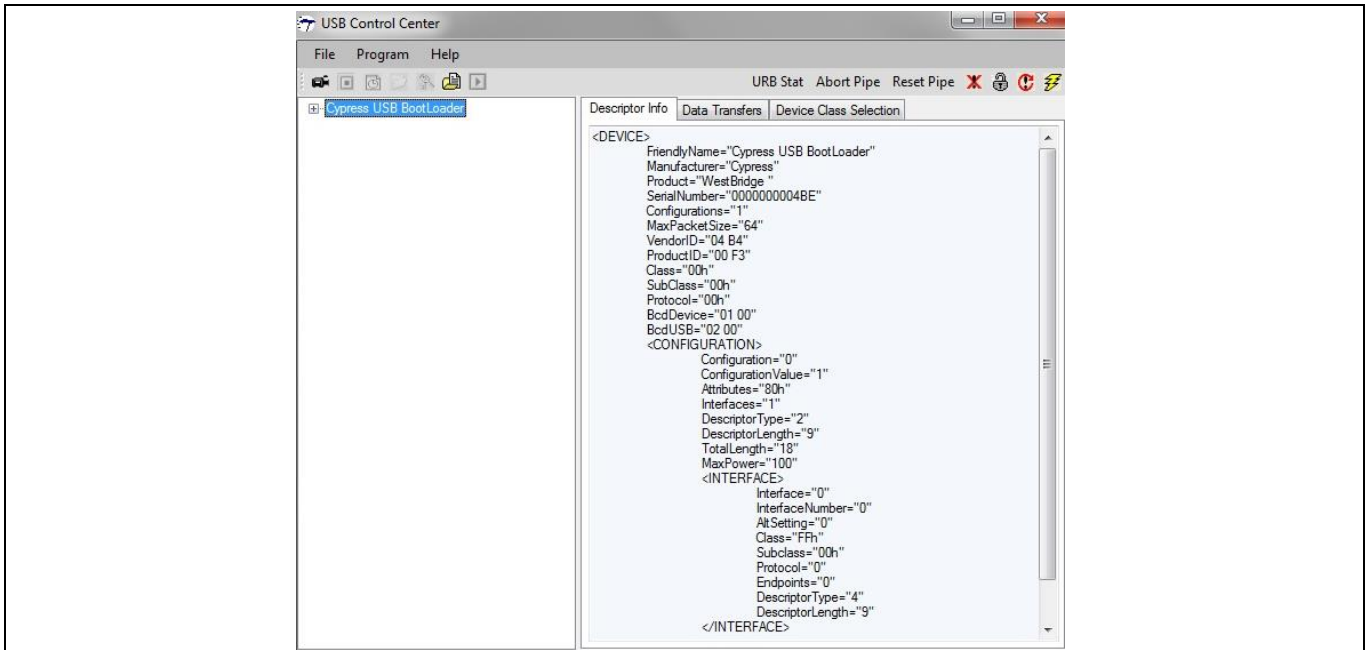 USB Control Center
File Program Help
URB Stat Abort Pipe Reset Pipe
Cypress USB BootLoader
Descriptor Info Data Transfers Device Class Selection
<DEVICE>
FriendlyName="Cypress USB BootLoader"
Manufacturer="Cypress"
Product="WestBridge "
SerialNumber="0000000004BE"
Configurations="1"
MaxPacketSize="64"
VendorID="04 B4"
ProductID="00 F3"
Class="00h"
SubClass="00h"
Protocol="00h"
BcdDevice="01 00"
BcdUSB="02 00"
<CONFIGURATION>
Configuration="0"
ConfigurationValue="1"
Attributes="80h"
Interfaces="1"
DescriptorType="2"
DescriptorLength="9"
TotalLength="18"
MaxPower="100"
<INTERFACE>
Interface="0"
InterfaceNumber="0"
AltSetting="0"
Class="FFh"
Subclass="00h"
Protocol="0"
Endpoints="0"
DescriptorType="4"
DescriptorLength="9"
</INTERFACE>